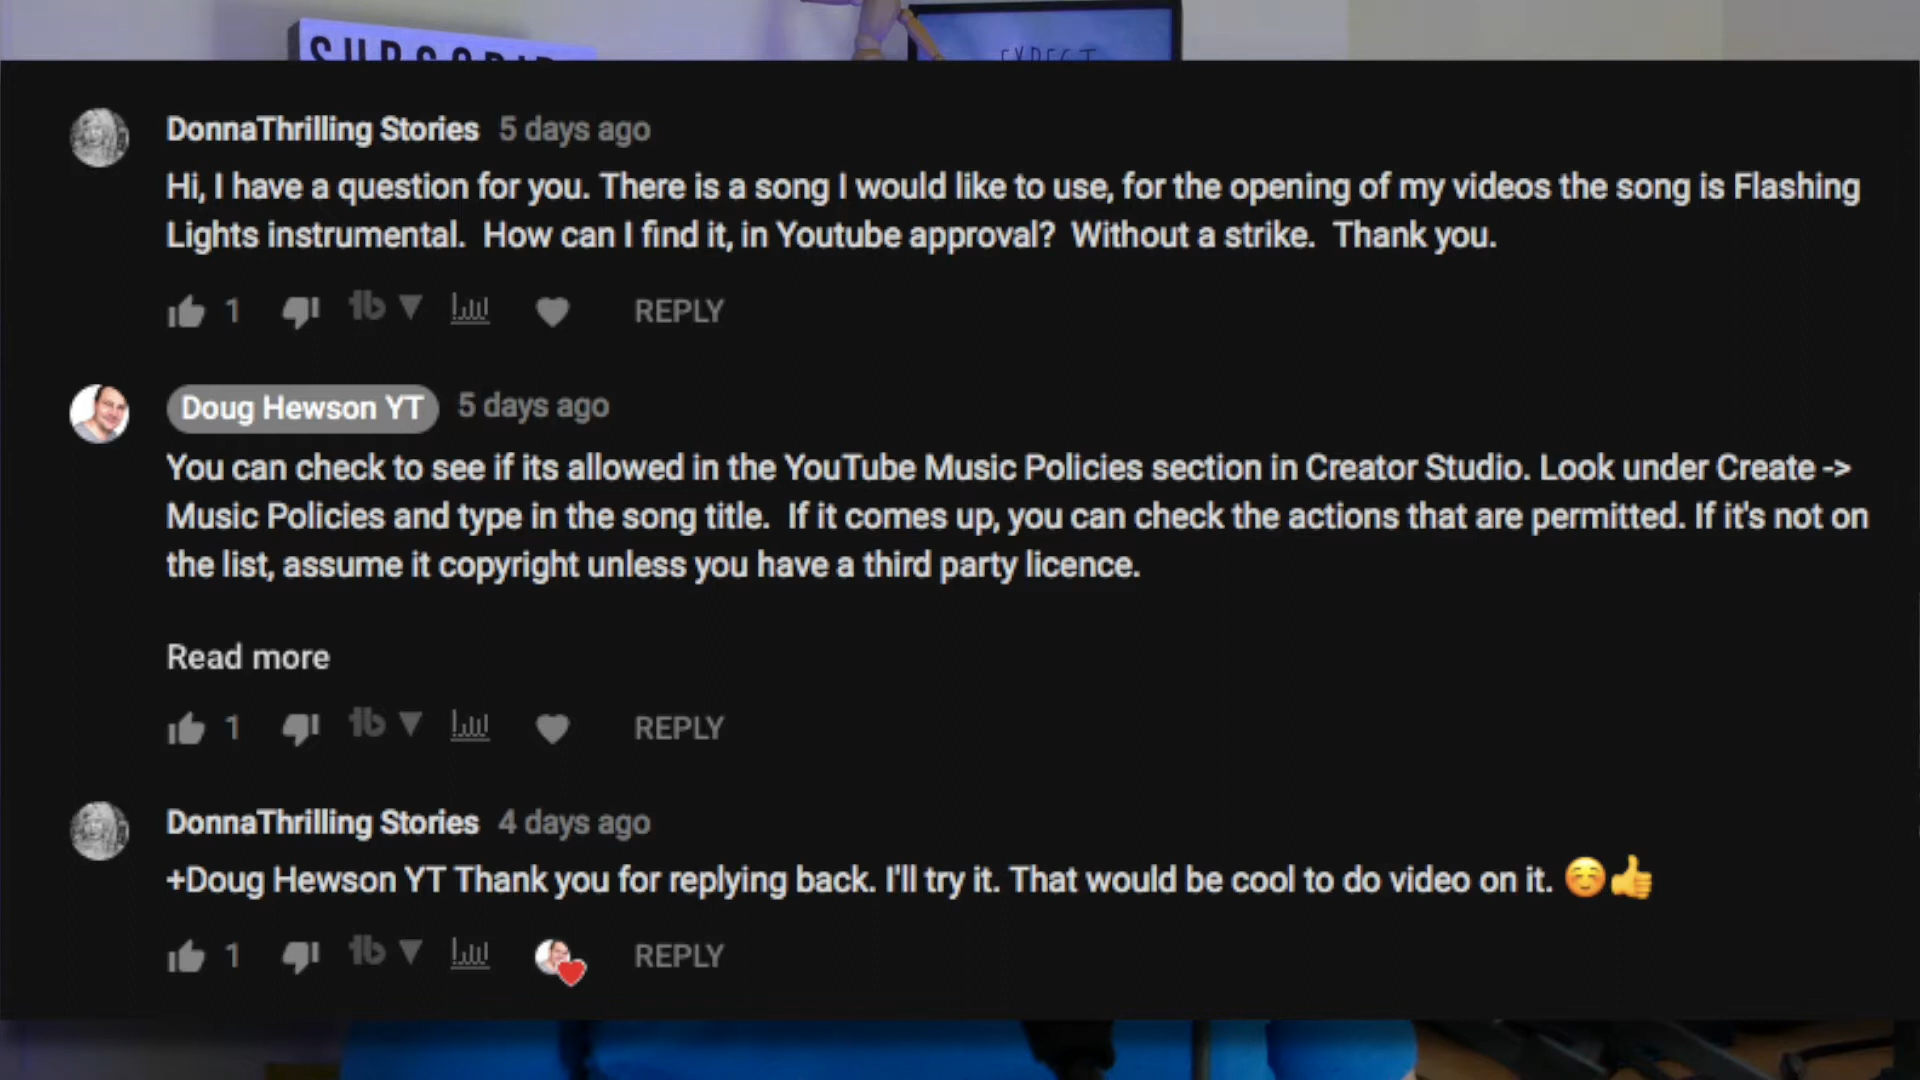 SUBSCRIB
EXPECT
DonnaThrilling Stories 5 days ago
Hi, I have a question for you. There is a song I would like to use, for the opening of my videos the song is Flashing
Lights instrumental. How can I find it, in Youtube approval? Without a strike. Thank you.
1 tb REPLY
Doug Hewson YT 5 days ago
You can check to see if its allowed in the YouTube Music Policies section in Creator Studio. Look under Create ->
Music Policies and type in the song title. If it comes up, you can check the actions that are permitted. If it's not on
the list, assume it copyright unless you have a third party licence.
Read more
1 tb REPLY
DonnaThrilling Stories 4 days ago
+Doug Hewson YT Thank you for replying back. I'll try it. That would be cool to do video on it. ☺️👍
1 tb REPLY